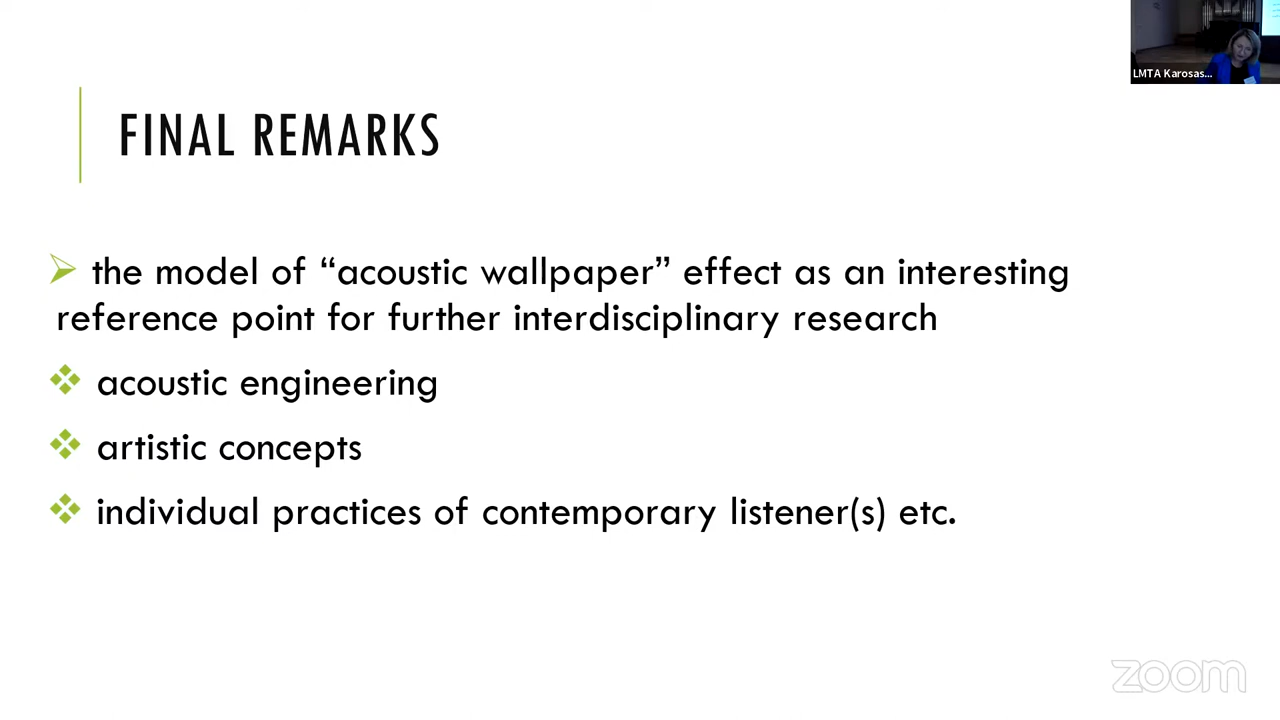 LMTA Karosas...
FINAL REMARKS
the model of “acoustic wallpaper” effect as an interesting
reference point for further interdisciplinary research
acoustic engineering
artistic concepts
individual practices of contemporary listener(s) etc.
zoom